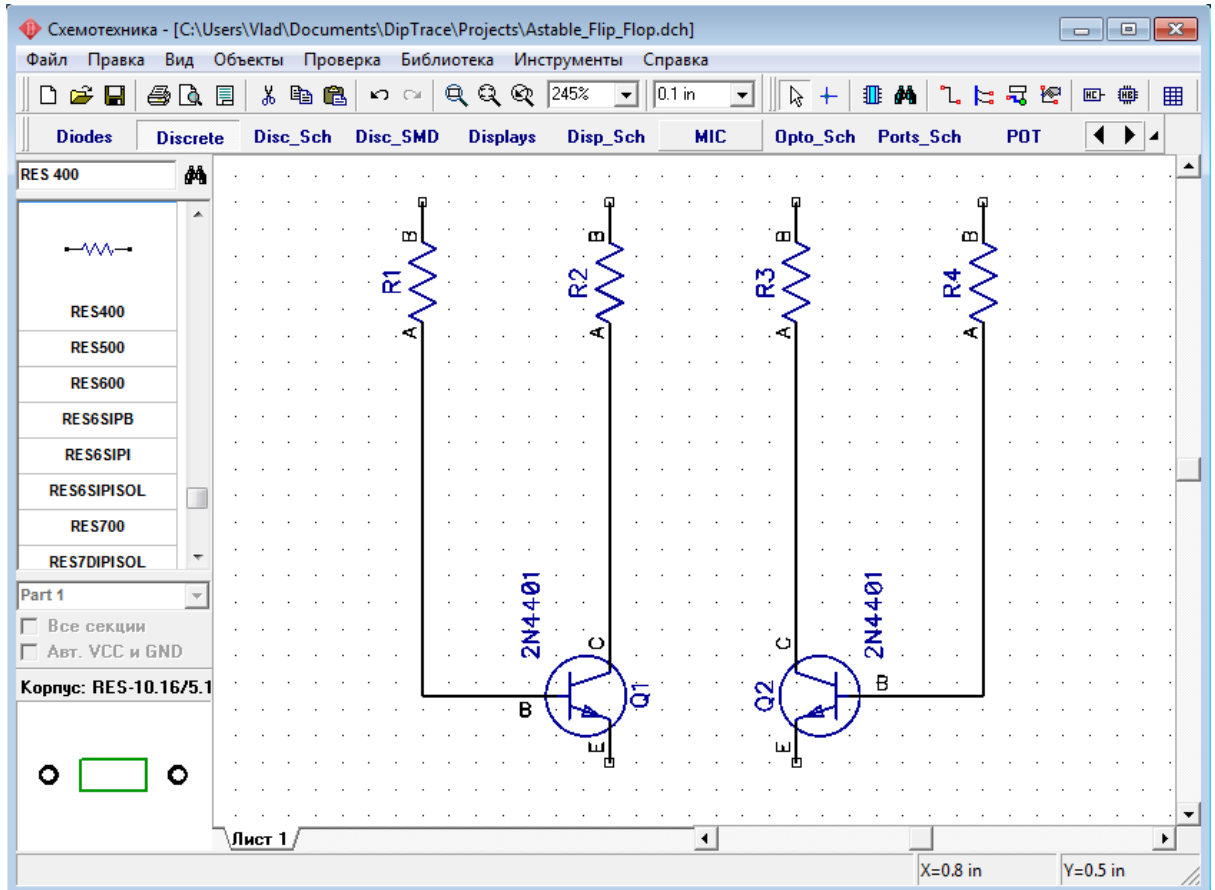 Схемотехника - [C:\Users\Vlad\Documents\DipTrace\Projects\Astable_Flip_Flop.dch]
Файл Правка Вид Объекты Проверка Библиотека Инструменты Справка
245% 0.1 in
Diodes Discrete Disc_Sch Disc_SMD Displays Disp_Sch MIC Opto_Sch Ports_Sch POT
RES 400
RES400
RES500
RES600
RES6SIPB
RES6SIPI
RES6SIPISOL
RES700
RES7DIPISOL
Part 1
Все секции
Авт. VCC и GND
Корпус: RES-10.16/5.1
B B B B
R1 R2 R3 R4
A A A A
2N4401 2N4401
C C
B Q1 Q2 B
E E
Лист 1
X=0.8 in Y=0.5 in